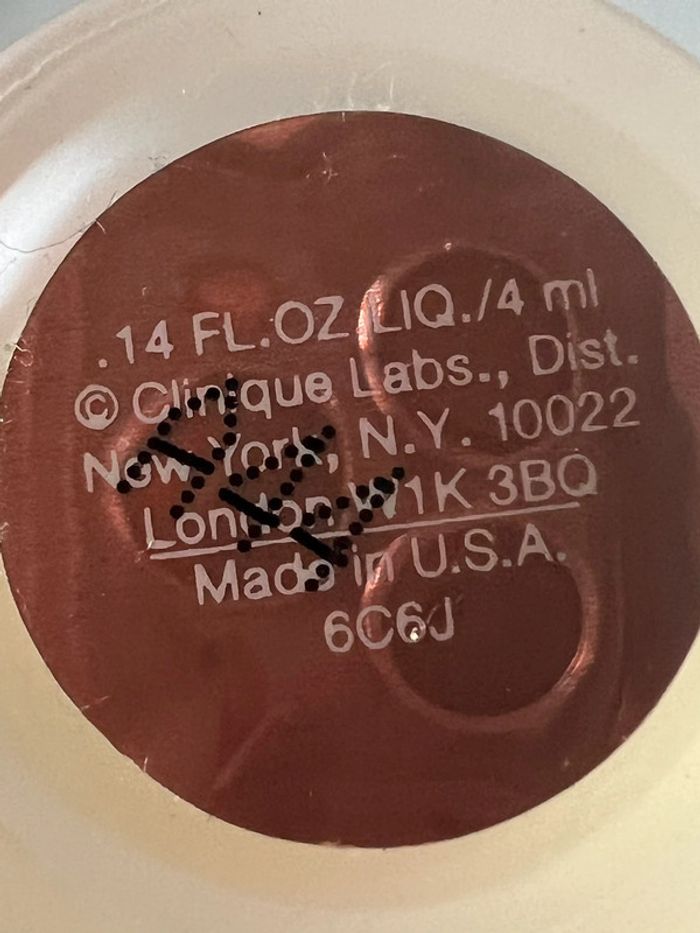 .14 FL.OZ LIQ./4 ml
© Clinique Labs., Dist.
New York, N.Y. 10022
London W1K 3BQ
Made in U.S.A.
6C6J